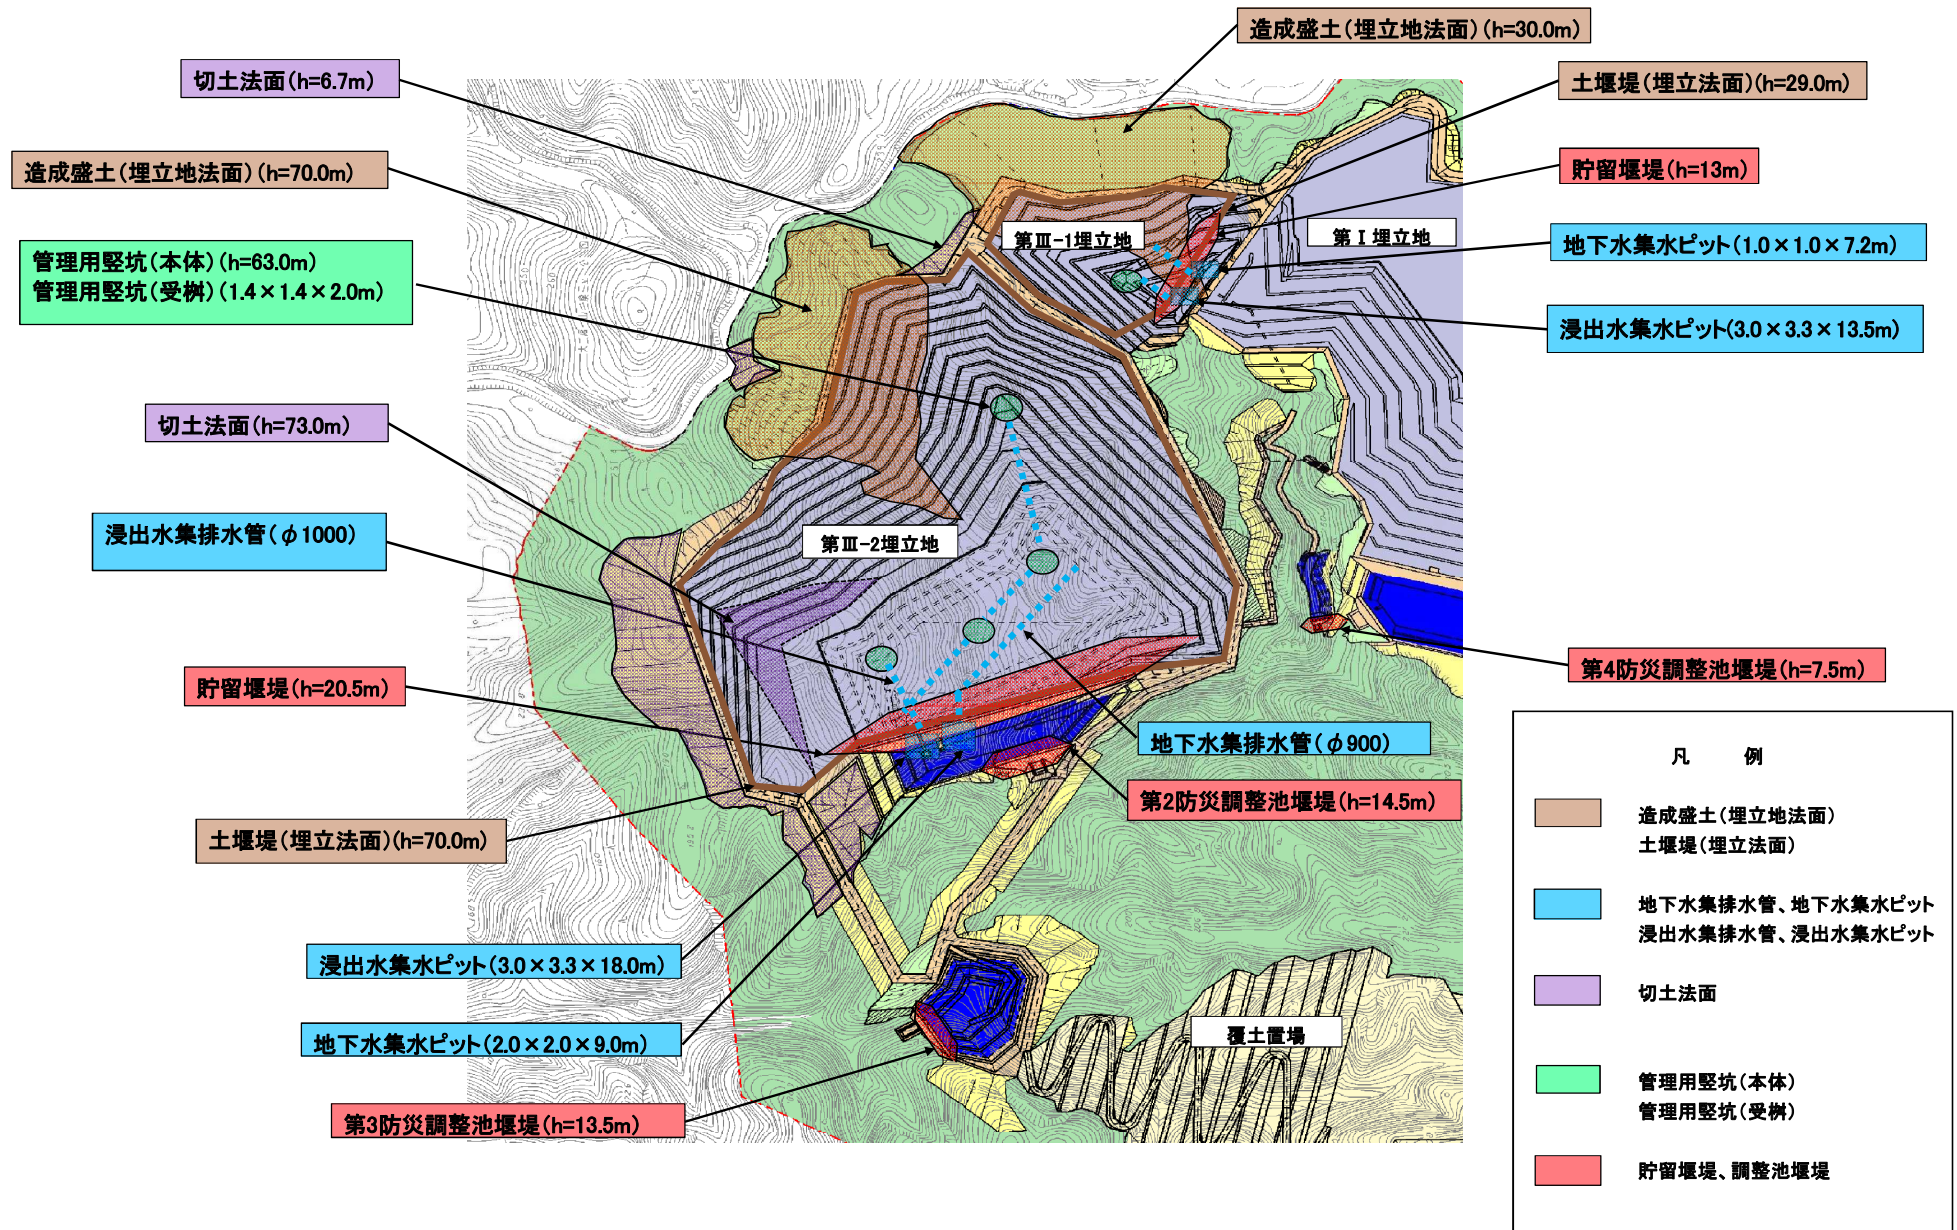 造成盛土(埋立地法面)(h=30.0m)
切土法面(h=6.7m)
土堰堤(埋立法面)(h=29.0m)
造成盛土(埋立地法面)(h=70.0m)
貯留堰堤(h=13m)
第Ⅲ-1埋立地
第Ⅰ埋立地
地下水集水ピット(1.0×1.0×7.2m)
管理用竪坑(本体)(h=63.0m)
管理用竪坑(受桝)(1.4×1.4×2.0m)
浸出水集水ピット(3.0×3.3×13.5m)
切土法面(h=73.0m)
浸出水集排水管(φ1000)
第Ⅲ-2埋立地
第4防災調整池堰堤(h=7.5m)
貯留堰堤(h=20.5m)
地下水集排水管(φ900)
第2防災調整池堰堤(h=14.5m)
土堰堤(埋立法面)(h=70.0m)
浸出水集水ピット(3.0×3.3×18.0m)
地下水集水ピット(2.0×2.0×9.0m)
覆土置場
第3防災調整池堰堤(h=13.5m)
凡 例
造成盛土(埋立地法面)
土堰堤(埋立法面)
地下水集排水管、地下水集水ピット
浸出水集排水管、浸出水集水ピット
切土法面
管理用竪坑(本体)
管理用竪坑(受桝)
貯留堰堤、調整池堰堤